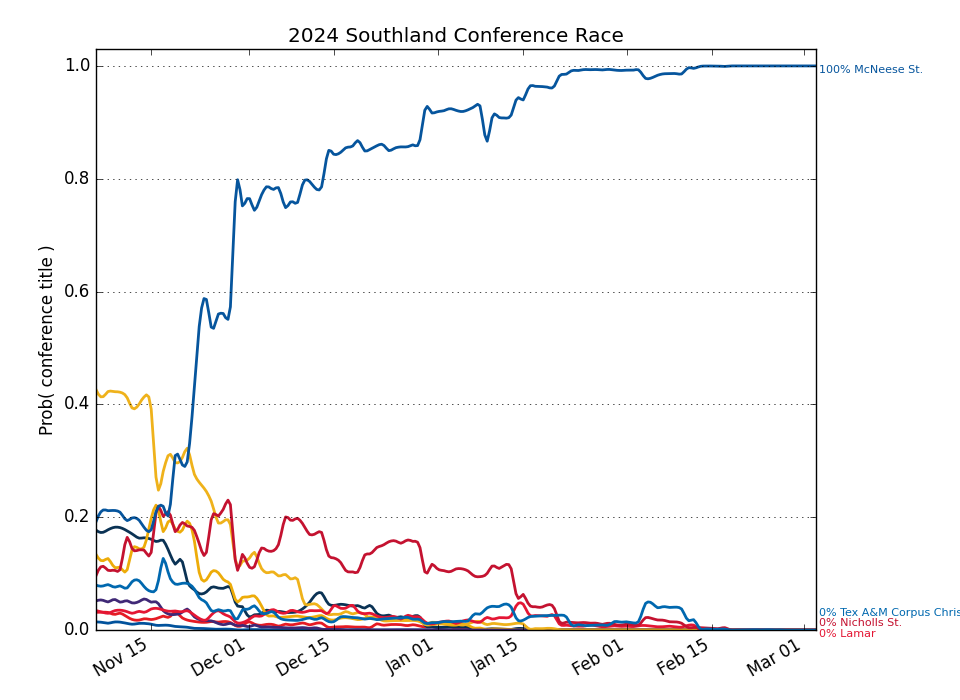 2024 Southland Conference Race
Prob( conference title )
1.0
0.8
0.6
0.4
0.2
0.0
Nov 15
Dec 01
Dec 15
Jan 01
Jan 15
Feb 01
Feb 15
Mar 01
100% McNeese St.
0% Tex A&M Corpus Chris
0% Nicholls St.
0% Lamar